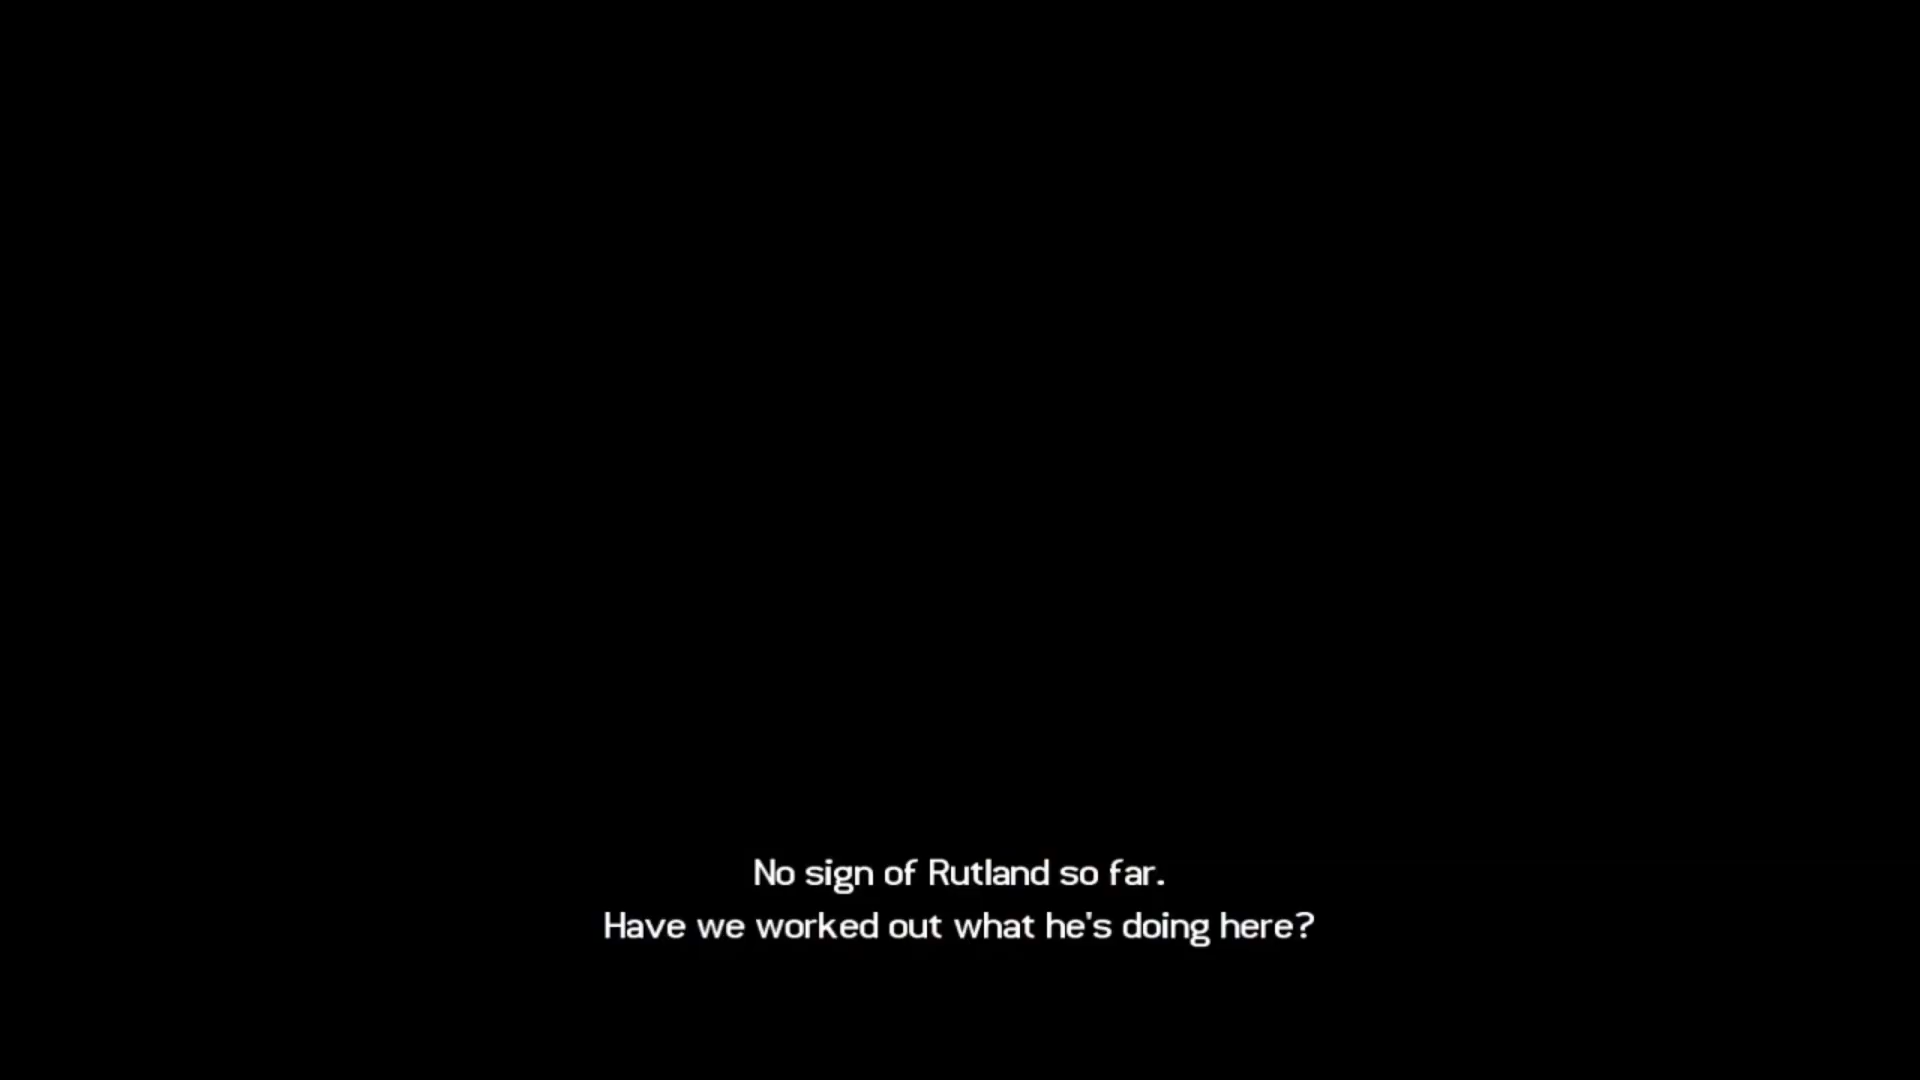 No sign of Rutland so far.
Have we worked out what he's doing here?